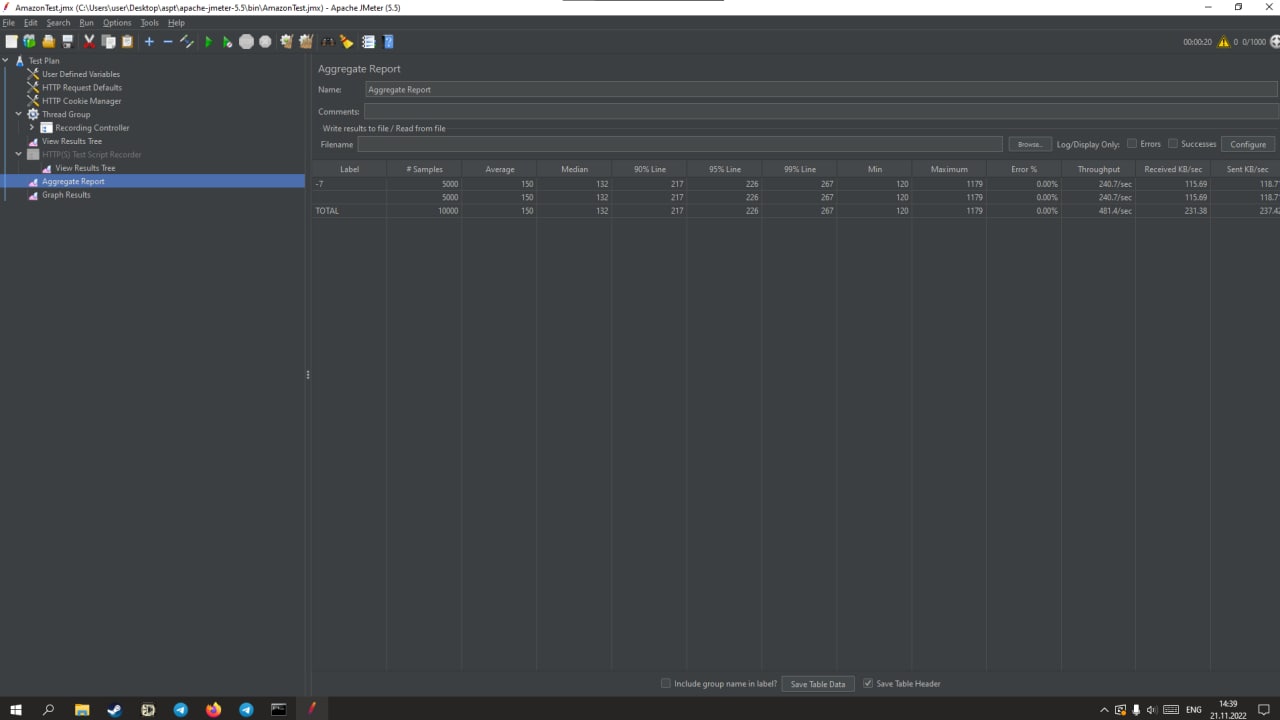 AmazonTest.jmx (C:\Users\user\Desktop\aspt\apache-jmeter-5.5\bin\AmazonTest.jmx) - Apache JMeter (5.5)
File Edit Search Run Options Tools Help
00:00:20 0 0/1000
Test Plan
User Defined Variables
HTTP Request Defaults
HTTP Cookie Manager
Thread Group
Recording Controller
View Results Tree
HTTP(S) Test Script Recorder
View Results Tree
Aggregate Report
Graph Results
Aggregate Report
Name: Aggregate Report
Comments:
Write results to file / Read from file
Filename Browse... Log/Display Only: Errors Successes Configure
Label # Samples Average Median 90% Line 95% Line 99% Line Min Maximum Error % Throughput Received KB/sec Sent KB/sec
-7 5000 150 132 217 226 267 120 1179 0.00% 240.7/sec 115.69 118.7
5000 150 132 217 226 267 120 1179 0.00% 240.7/sec 115.69 118.7
TOTAL 10000 150 132 217 226 267 120 1179 0.00% 481.4/sec 231.38 237.4
Include group name in label? Save Table Data Save Table Header
ENG 14:39
21.11.2022